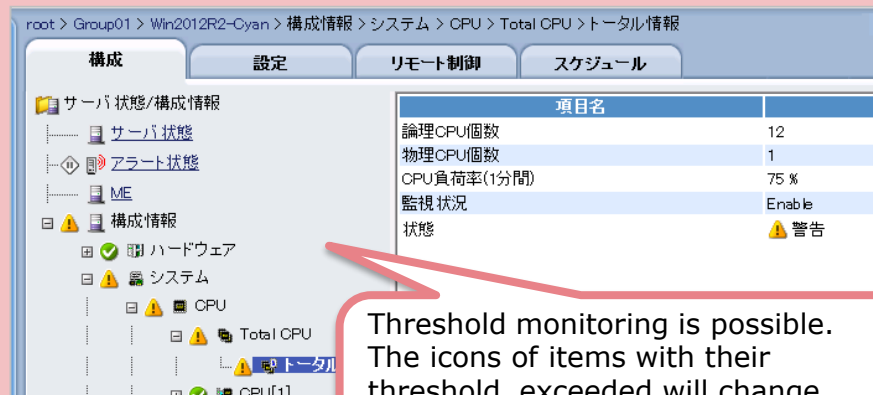 root > Group01 > Win2012R2-Cyan > 構成情報 > システム > CPU > Total CPU > トータル情報
構成 設定 リモート制御 スケジュール
サーバ状態/構成情報
サーバ状態
アラート状態
ME
構成情報
ハードウェア
システム
CPU
Total CPU
トータル
CPU[1]
項目名
論理CPU個数 12
物理CPU個数 1
CPU負荷率(1分間) 75 %
監視状況 Enable
状態 警告
Threshold monitoring is possible.
The icons of items with their
threshold exceeded will change